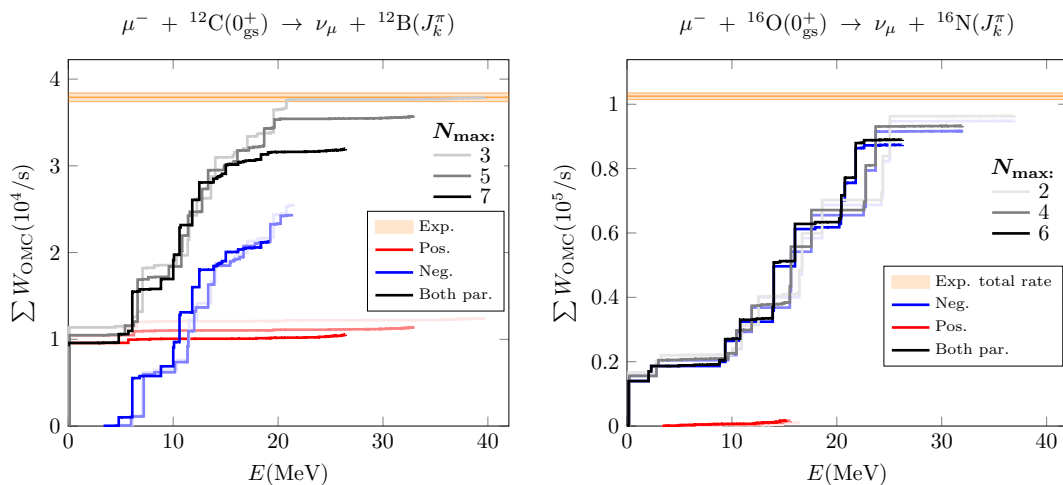 μ⁻ + ¹²C(0⁺gs) → νμ + ¹²B(Jπk)
4
3
2
1
0
∑ W_OMC(10⁴/s)
N_max:
3
5
7
Exp.
Pos.
Neg.
Both par.
0 10 20 30 40
E(MeV)
μ⁻ + ¹⁶O(0⁺gs) → νμ + ¹⁶N(Jπk)
1
0.8
0.6
0.4
0.2
0
∑ W_OMC(10⁵/s)
N_max:
2
4
6
Exp. total rate
Neg.
Pos.
Both par.
0 10 20 30 40
E(MeV)